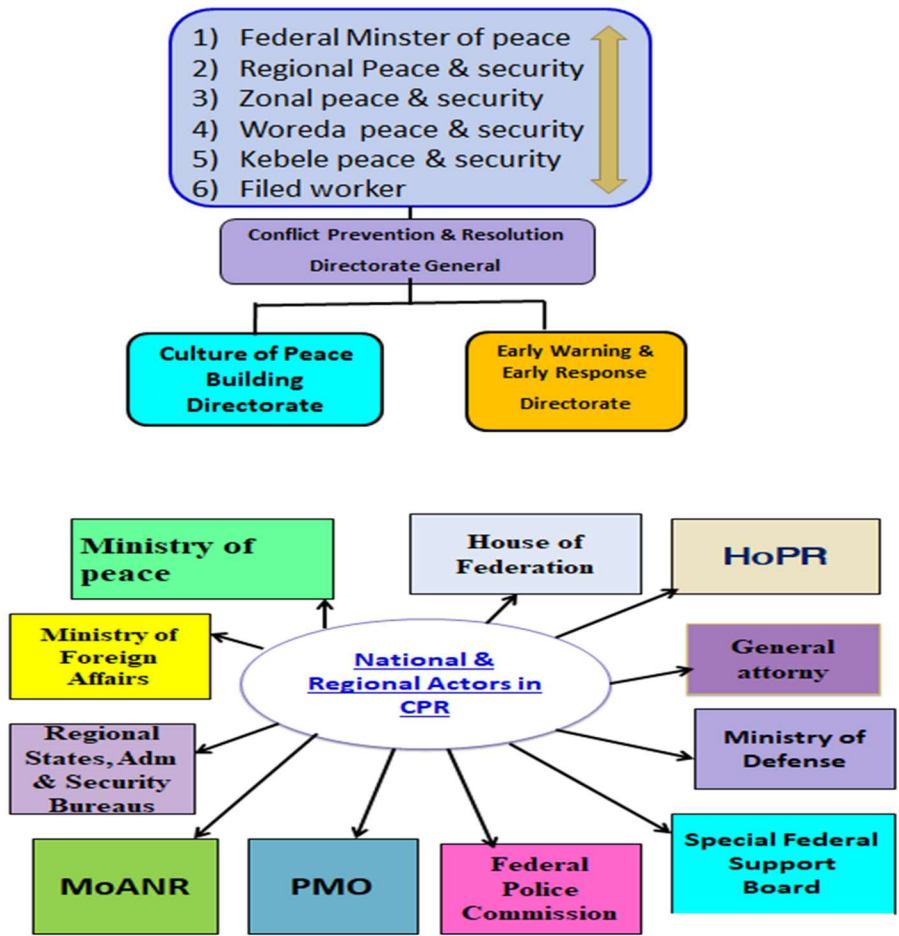 1) Federal Minster of peace
2) Regional Peace & security
3) Zonal peace & security
4) Woreda peace & security
5) Kebele peace & security
6) Filed worker
Conflict Prevention & Resolution
Directorate General
Culture of Peace
Building
Directorate
Early Warning &
Early Response
Directorate
Ministry of
peace
House of
Federation
HoPR
Ministry of
Foreign
Affairs
National &
Regional Actors in
CPR
General
attorny
Regional
States, Adm
& Security
Bureaus
Ministry of
Defense
MoANR
PMO
Federal
Police
Commission
Special Federal
Support
Board